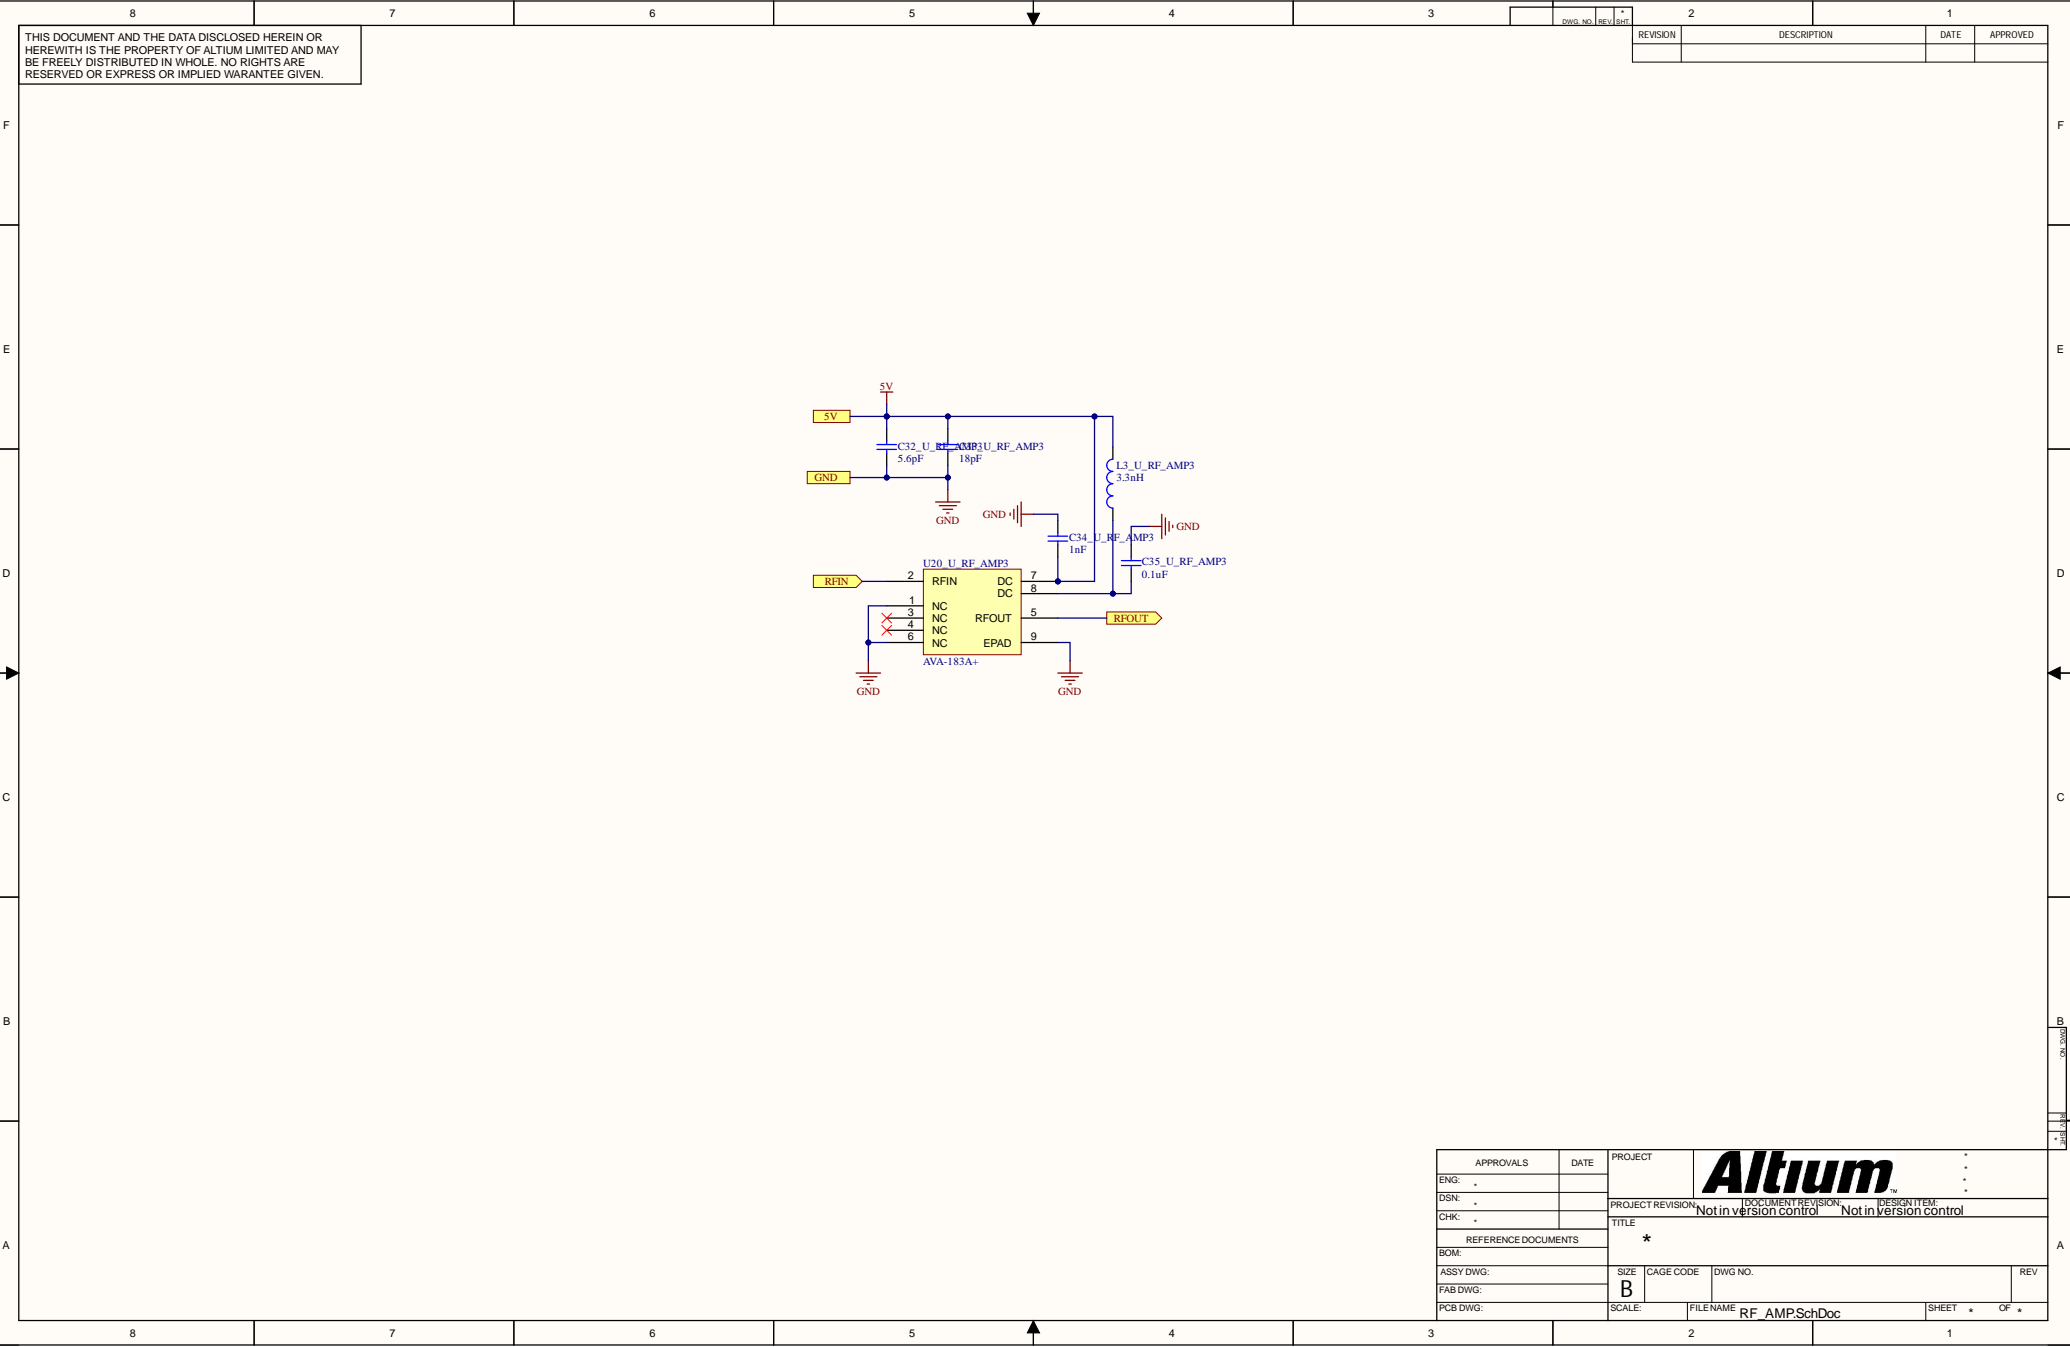 8 7 6 5 4 3 2 1
DWG. NO. REV. SHT. *
THIS DOCUMENT AND THE DATA DISCLOSED HEREIN OR
HEREWITH IS THE PROPERTY OF ALTIUM LIMITED AND MAY
BE FREELY DISTRIBUTED IN WHOLE. NO RIGHTS ARE
RESERVED OR EXPRESS OR IMPLIED WARANTEE GIVEN.
REVISION DESCRIPTION DATE APPROVED
F F
E E
5V
5V
C32_U_RF_AMP3 C33_U_RF_AMP3
5.6pF 18pF
L3_U_RF_AMP3
3.3nH
GND
GND
GND
GND
C34_U_RF_AMP3
1nF
C35_U_RF_AMP3
0.1uF
D D
U20_U_RF_AMP3
RFIN 2 RFIN DC 7
DC 8
1 NC
3 NC RFOUT 5 RFOUT
4 NC
6 NC EPAD 9
AVA-183A+
GND GND
C C
B B
DWG. NO.
REV. SHT.
*
APPROVALS DATE
ENG: *
DSN: *
CHK: *
REFERENCE DOCUMENTS
BOM:
ASSY DWG:
FAB DWG:
PCB DWG:
PROJECT
Altium™
*
*
*
*
PROJECT REVISION: DOCUMENT REVISION: DESIGN ITEM:
Not in version control Not in version control
TITLE
*
SIZE CAGE CODE DWG NO. REV
B
SCALE: FILE NAME RF_AMP.SchDoc SHEET * OF *
A A
8 7 6 5 4 3 2 1